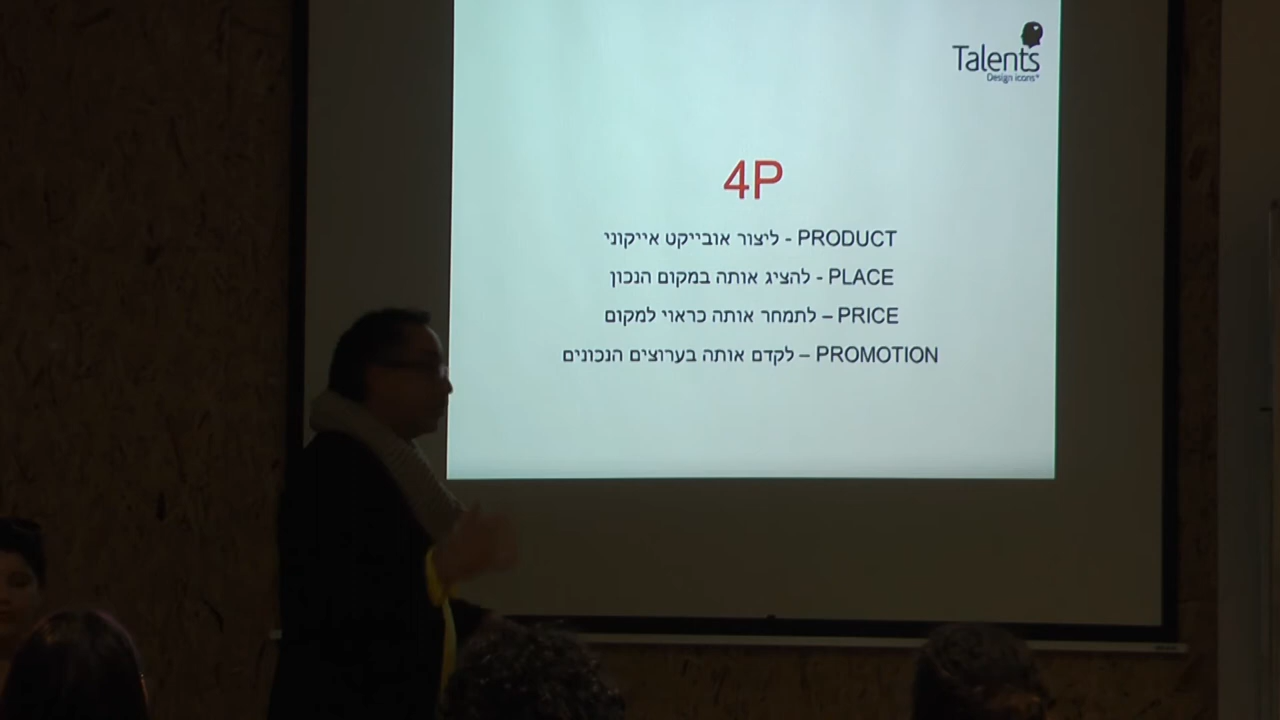 Talents
Design icons®
4P
PRODUCT - ליצור אובייקט אייקוני
PLACE - להציג אותה במקום הנכון
PRICE – לתמחר אותה כראוי למקום
PROMOTION – לקדם אותה בערוצים הנכונים